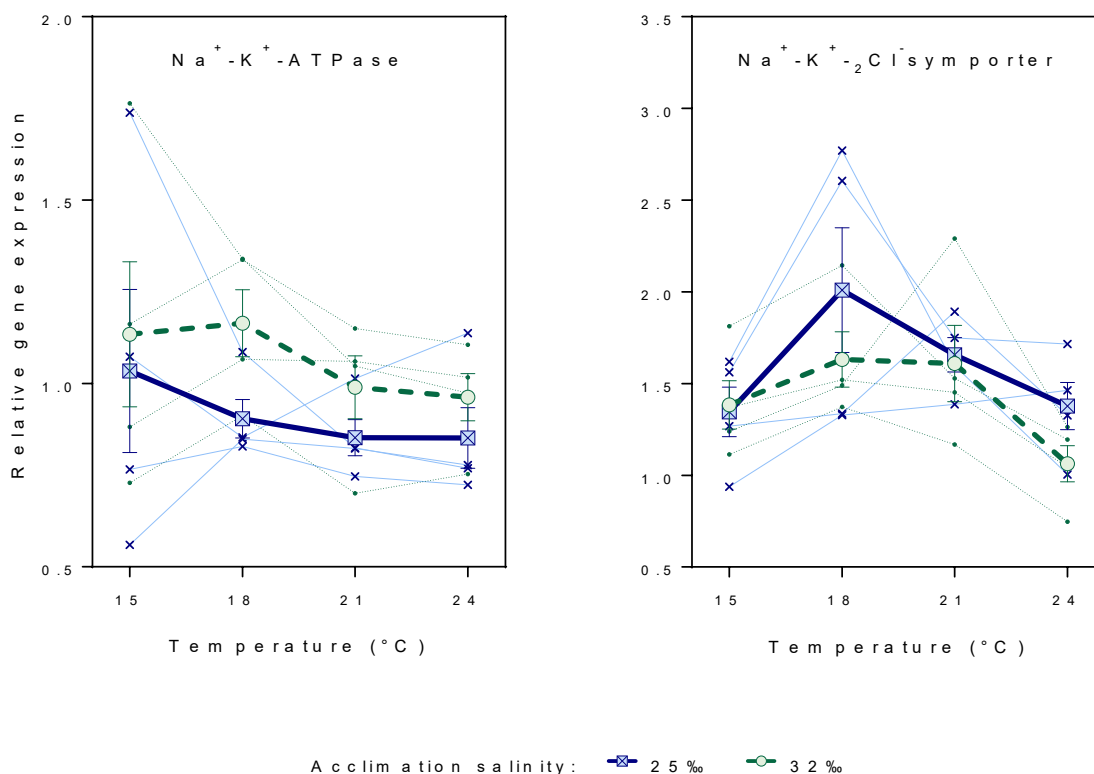 Relative gene expression
Na⁺-K⁺-ATPase
2.0
1.5
1.0
0.5
15 18 21 24
Temperature (°C)
Na⁺-K⁺-₂Cl⁻symporter
3.5
3.0
2.5
2.0
1.5
1.0
0.5
15 18 21 24
Temperature (°C)
Acclimation salinity: 25‰ 32‰